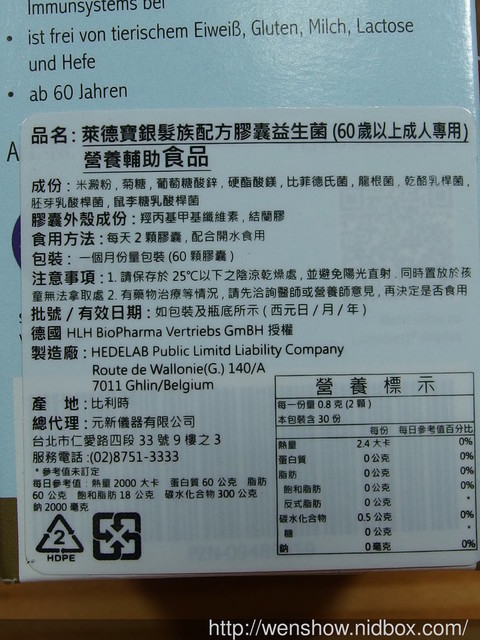 Immunsystems bei
• ist frei von tierischem Eiweiß, Gluten, Milch, Lactose
und Hefe
• ab 60 Jahren
品名: 萊德寶銀髮族配方膠囊益生菌 (60歲以上成人專用)
營養輔助食品
成份: 米澱粉, 菊糖, 葡萄糖酸鋅, 硬酯酸鎂, 比菲德氏菌, 龍根菌, 乾酪乳桿菌,
胚芽乳酸桿菌, 鼠李糖乳酸桿菌
膠囊外殼成份: 羥丙基甲基纖維素, 結蘭膠
食用方法: 每天 2 顆膠囊, 配合開水食用
包裝: 一個月份量包裝 (60 顆膠囊)
注意事項: 1. 請保存於 25°C以下之陰涼乾燥處, 並避免陽光直射. 同時置放於孩
童無法拿取處 2. 有藥物治療等情況, 請先洽詢醫師或營養師意見, 再決定是否食用
批號 / 有效日期: 如包裝及瓶底所示 (西元日 / 月 / 年)
德國 HLH BioPharma Vertriebs GmBH 授權
製造廠: HEDELAB Public Limitd Liability Company
Route de Wallonie(G.) 140/A
7011 Ghlin/Belgium
產 地: 比利時
總代理: 元新儀器有限公司
台北市仁愛路四段 33 號 9 樓之 3
服務電話:(02)8751-3333
*參考值未訂定
每日參考值: 熱量 2000 大卡 蛋白質 60 公克 脂肪
60 公克 飽和脂肪 18 公克 碳水化合物 300 公克
鈉 2000 毫克
2
HDPE
營養標示
每一份量 0.8 克 (2 顆)
本包裝含 30 份
每份 每日參考值百分比
熱量 2.4 大卡 0%
蛋白質 0 公克 0%
脂肪 0 公克 0%
飽和脂肪 0 公克 0%
反式脂肪 0 公克 *
碳水化合物 0.5 公克 0%
糖 0 公克 *
鈉 0 毫克 0%
http://wenshow.nidbox.com/